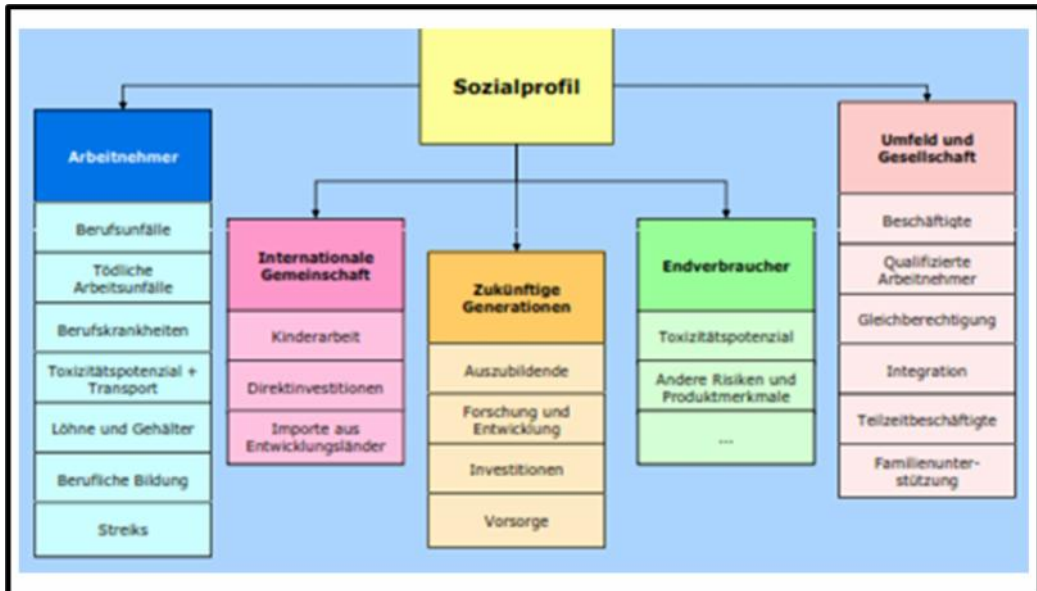 Sozialprofil
Arbeitnehmer
Berufsunfälle
Tödliche
Arbeitsunfälle
Berufskrankheiten
Toxizitätspotenzial +
Transport
Löhne und Gehälter
Berufliche Bildung
Streiks
Internationale
Gemeinschaft
Kinderarbeit
Direktinvestitionen
Importe aus
Entwicklungsländer
Zukünftige
Generationen
Auszubildende
Forschung und
Entwicklung
Investitionen
Vorsorge
Endverbraucher
Toxizitätspotenzial
Andere Risiken und
Produktmerkmale
...
Umfeld und
Gesellschaft
Beschäftigte
Qualifizierte
Arbeitnehmer
Gleichberechtigung
Integration
Teilzeitbeschäftigte
Familienunter-
stützung